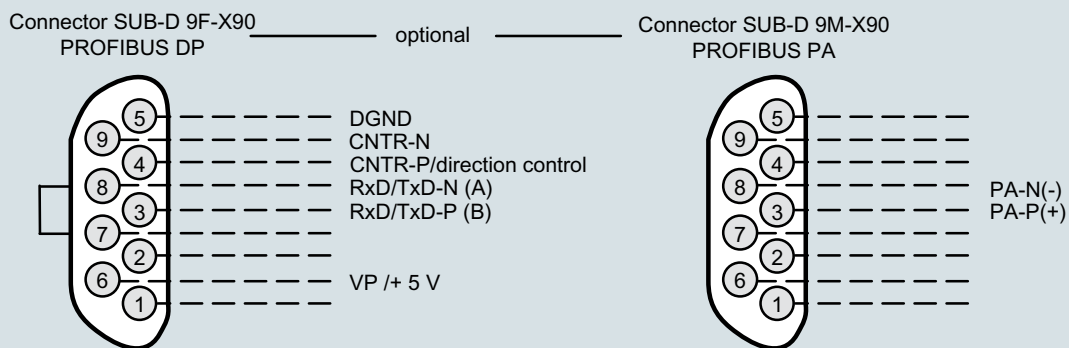 Connector SUB-D 9F-X90
PROFIBUS DP
optional
Connector SUB-D 9M-X90
PROFIBUS PA
5 DGND
9 CNTR-N
4 CNTR-P/direction control
8 RxD/TxD-N (A)
3 RxD/TxD-P (B)
7
2
6 VP /+ 5 V
1
5
9
4
8 PA-N(-)
3 PA-P(+)
7
2
6
1